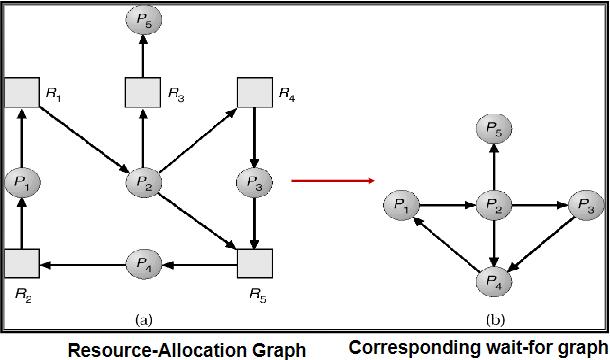 P5
R1
R3
R4
P1
P2
P3
P4
R2
R5
(a)
P5
P1
P2
P3
P4
(b)
Resource-Allocation Graph
Corresponding wait-for graph